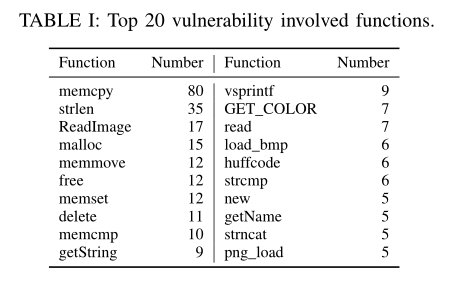 TABLE I: Top 20 vulnerability involved functions.
Function Number Function Number
memcpy 80 vsprintf 9
strlen 35 GET_COLOR 7
ReadImage 17 read 7
malloc 15 load_bmp 6
memmove 12 huffcode 6
free 12 strcmp 6
memset 12 new 5
delete 11 getName 5
memcmp 10 strncat 5
getString 9 png_load 5